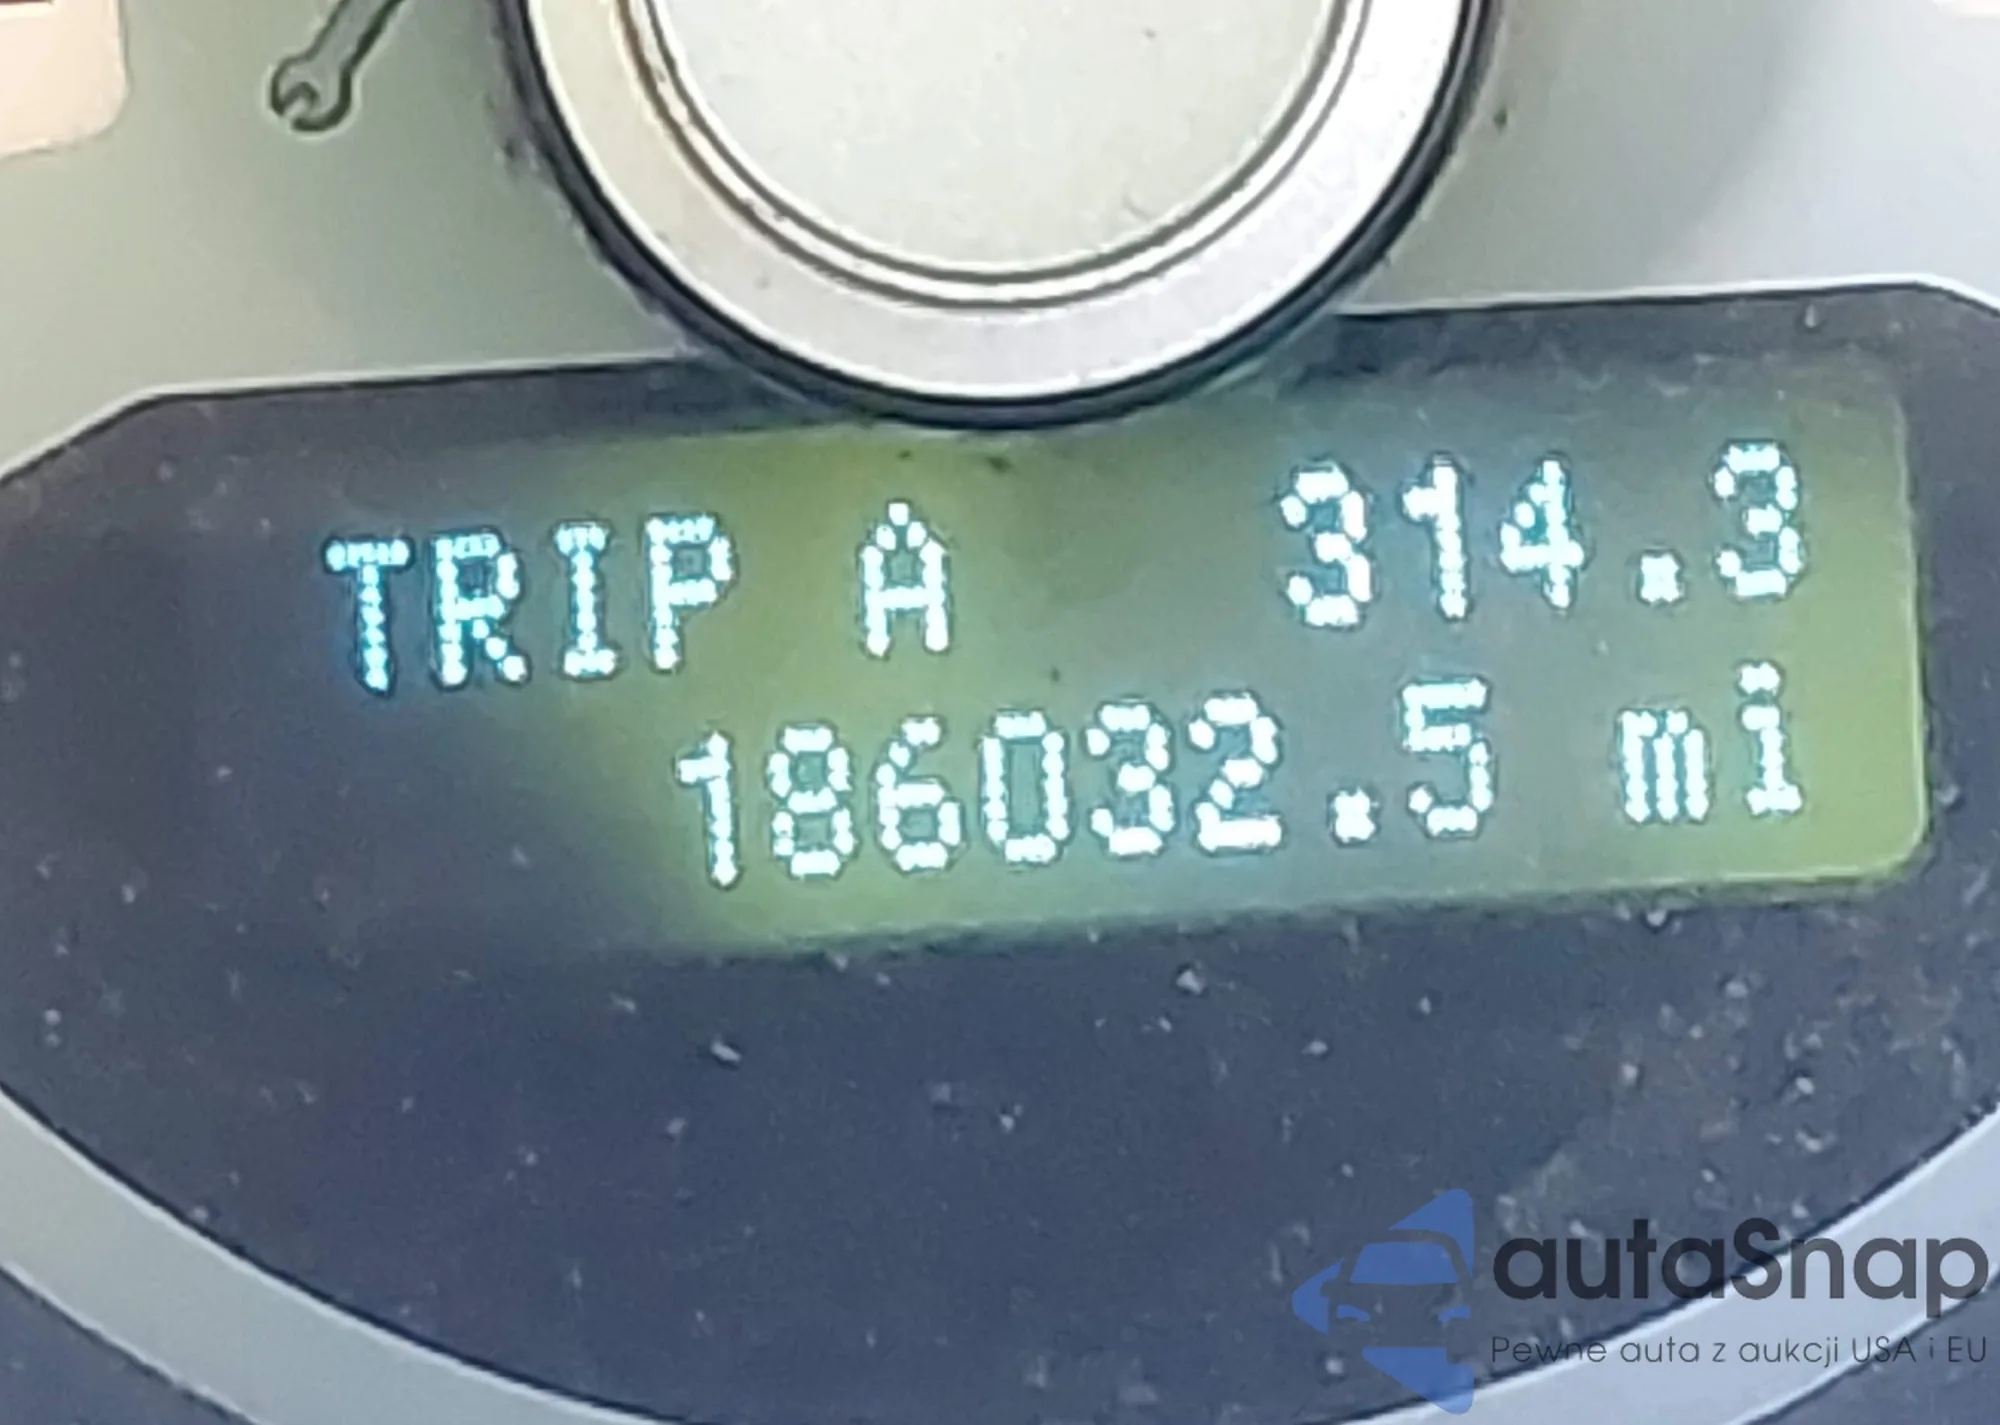 TRIP A 314.3
186032.5 mi
autaSnap
Pewne auta z aukcji USA i EU